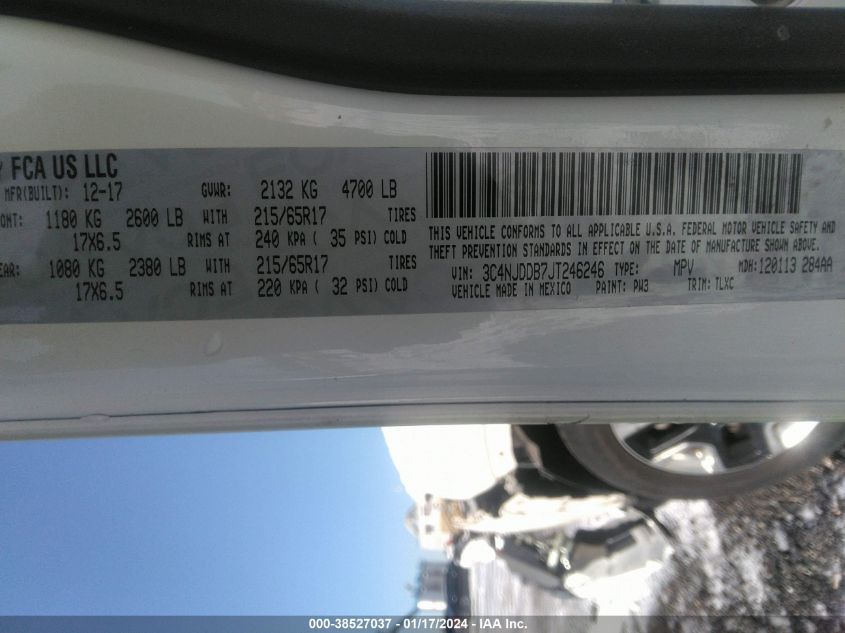 FCA US LLC
MFR(BUILT): 12-17 GVWR: 2132 KG 4700 LB
ONT: 1180 KG 2600 LB WITH 215/65R17 TIRES
17X6.5 RIMS AT 240 KPA ( 35 PSI) COLD
EAR: 1080 KG 2380 LB WITH 215/65R17 TIRES
17X6.5 RIMS AT 220 KPA ( 32 PSI) COLD
THIS VEHICLE CONFORMS TO ALL APPLICABLE U.S.A. FEDERAL MOTOR VEHICLE SAFETY AND
THEFT PREVENTION STANDARDS IN EFFECT ON THE DATE OF MANUFACTURE SHOWN ABOVE.
VIN: 3C4NJDDB7JT246246 TYPE: MPV MDH:120113 284AA
VEHICLE MADE IN MEXICO PAINT: PW3 TRIM: TLXC
000-38527037 - 01/17/2024 - IAA Inc.